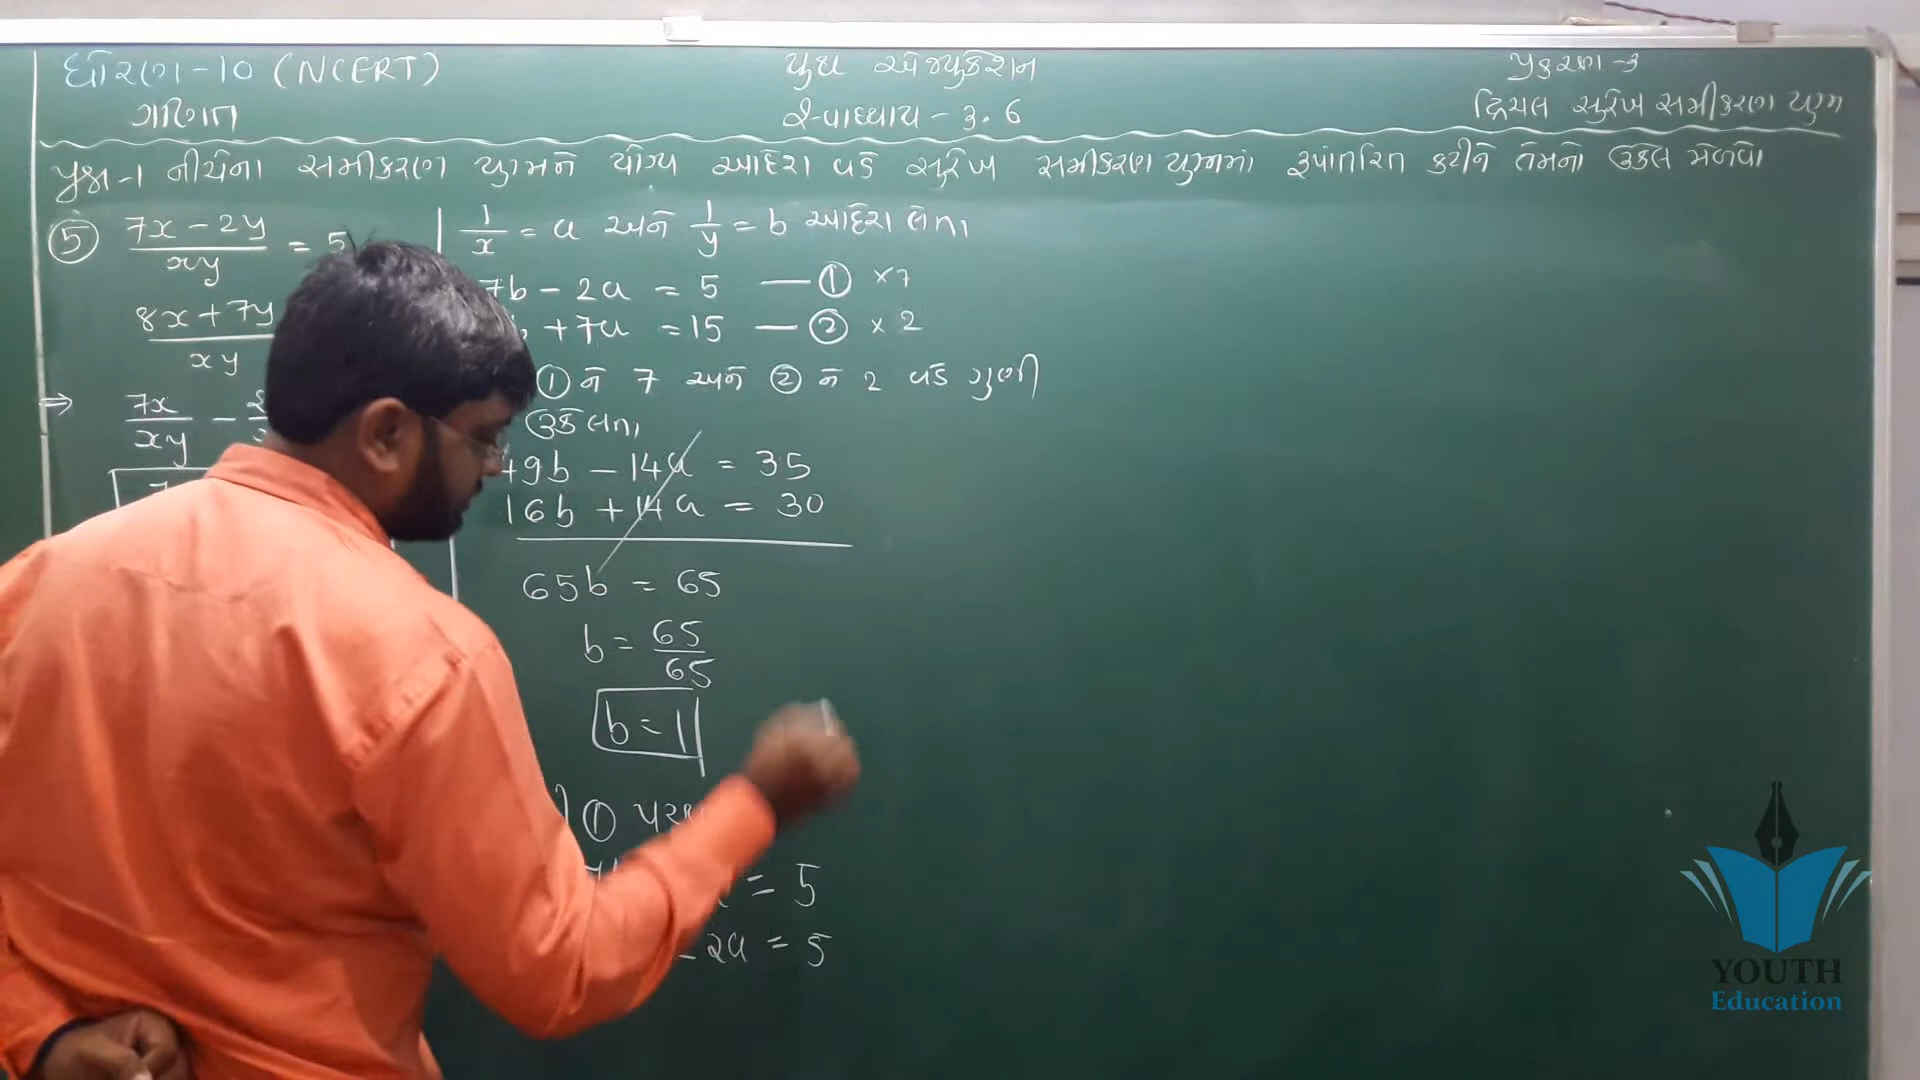 ધોરણ-10 (NCERT)
ગણિત
યુથ એજ્યુકેશન
સ્વાધ્યાય - 3.6
પ્રકરણ -3
દ્વિચલ સુરેખ સમીકરણ યુગ્મ
પ્રશ્ન-1 નીચેના સમીકરણ યુગ્મને યોગ્ય આદેશ વડે સુરેખ સમીકરણ યુગ્મમાં રૂપાંતરિત કરીને તેમનો ઉકેલ મેળવો
⑤ 7x - 2y / xy = 5
8x + 7y / xy
⇒ 7x / xy -
1/x = a અને 1/y = b આદેશ લેતા
7b - 2a = 5 — ① ×7
+ 7a = 15 — ② × 2
① ને 7 અને ② ને 2 વડે ગુણી
ઉકેલતા
49b - 14a = 35
16b + 14a = 30
65b = 65
b = 65/65
b = 1
① પરથી
= 5
- 2a = 5
YOUTH
Education